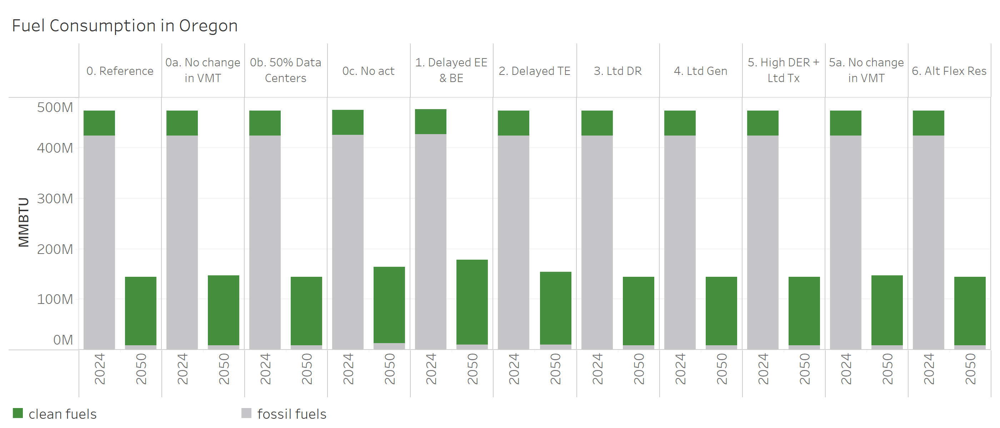 Fuel Consumption in Oregon
0. Reference
0a. No change
in VMT
0b. 50% Data
Centers
0c. No act
1. Delayed EE
& BE
2. Delayed TE
3. Ltd DR
4. Ltd Gen
5. High DER +
Ltd Tx
5a. No change
in VMT
6. Alt Flex Res
500M
400M
300M
200M
100M
0M
MMBTU
2024
2050
2024
2050
2024
2050
2024
2050
2024
2050
2024
2050
2024
2050
2024
2050
2024
2050
2024
2050
2024
2050
clean fuels
fossil fuels